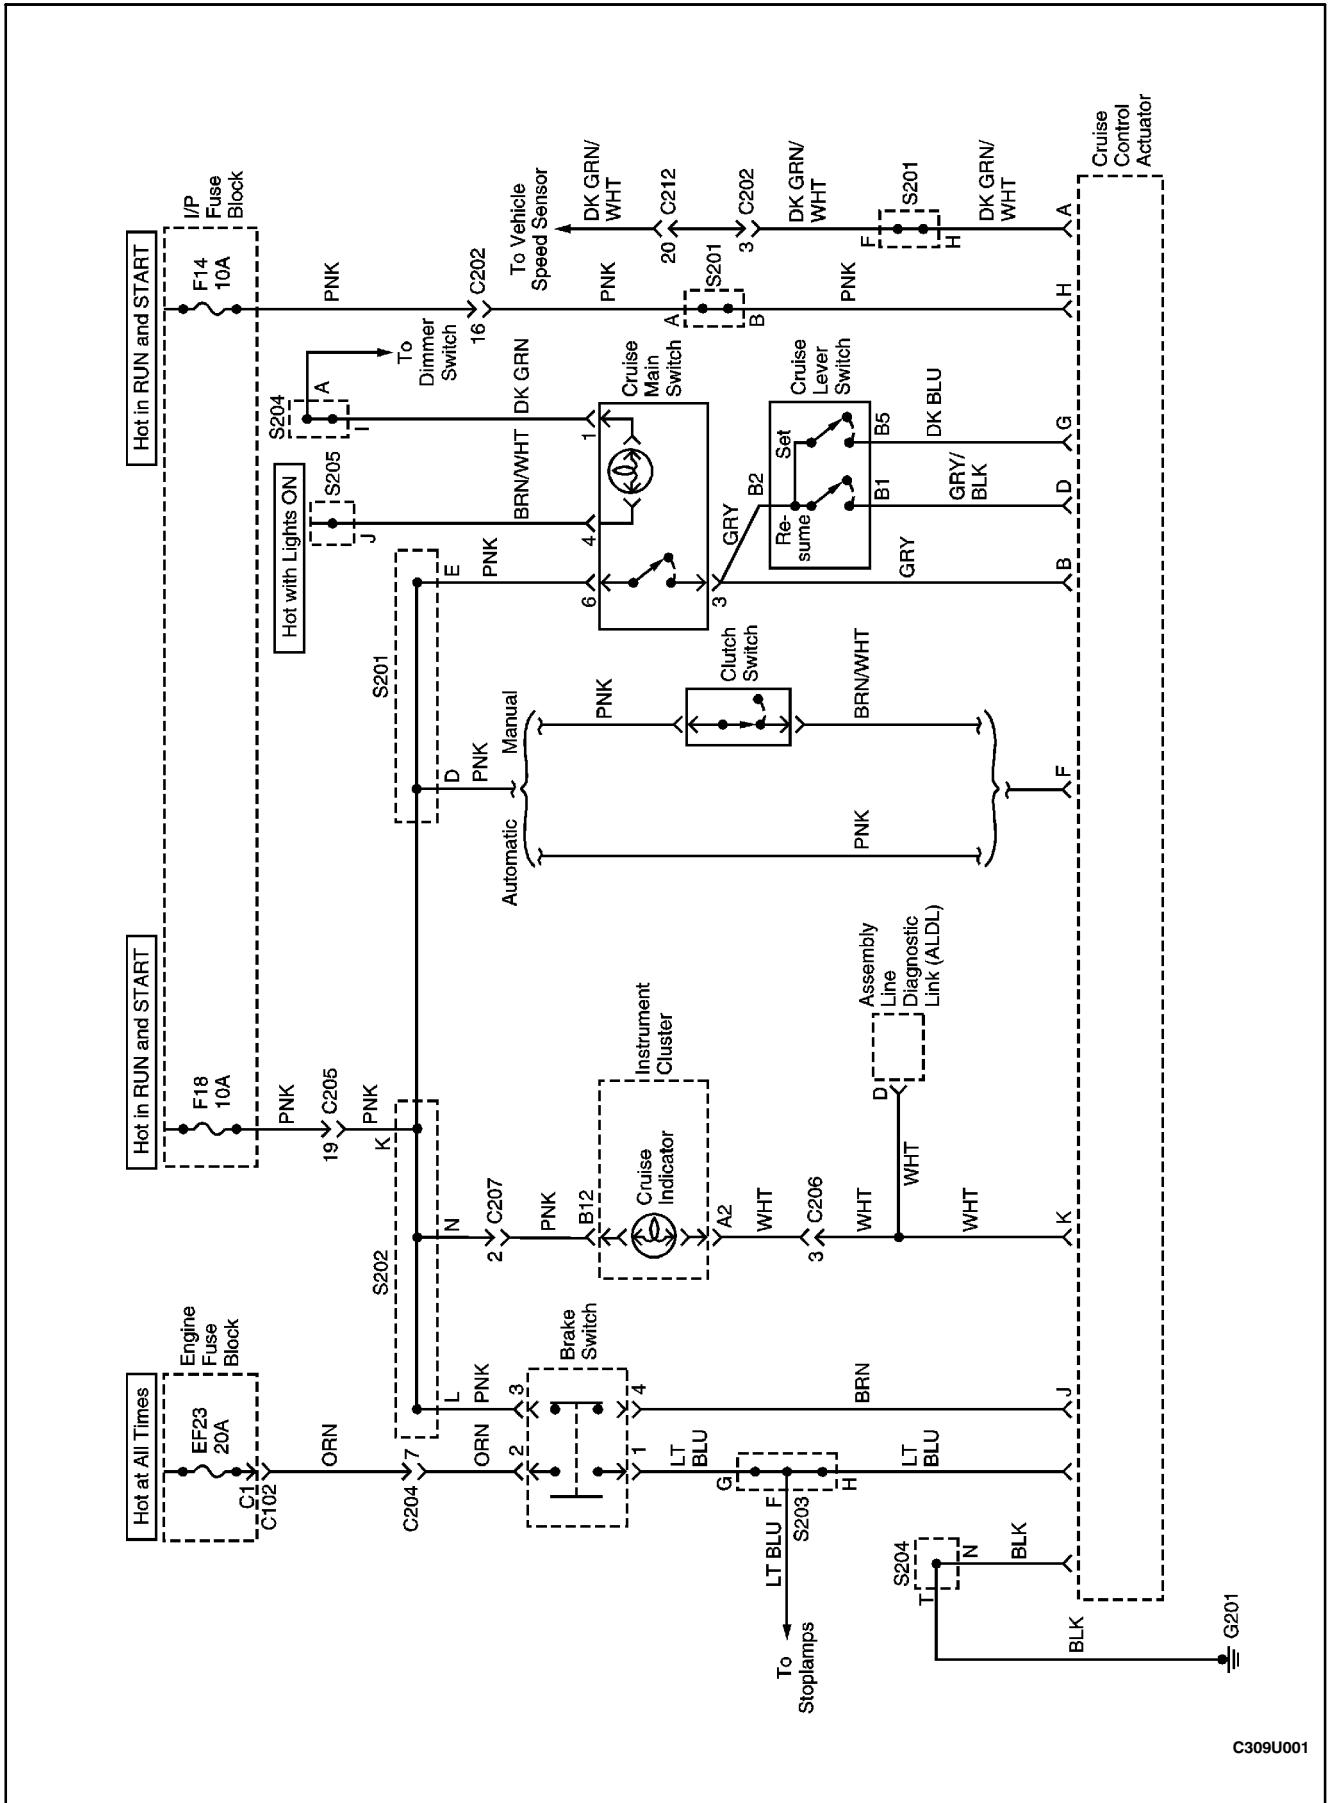 Hot at All Times
Engine
Fuse
Block
EF23
20A
C1
C102
ORN
C204
7
ORN
2
L
PNK
3
Brake
Switch
1
4
LT
BLU
BRN
G
F
S203
H
LT BLU
To
Stoplamps
LT
BLU
J
S204
T
N
BLK
BLK
G201
Hot in RUN and START
F18
10A
PNK
19
C205
PNK
K
S202
N
2
C207
PNK
B12
Instrument
Cluster
Cruise
Indicator
A2
WHT
3
C206
WHT
WHT
D
Assembly
Line
Diagnostic
Link (ALDL)
WHT
K
S201
D
PNK
E
PNK
Automatic
Manual
PNK
PNK
Clutch
Switch
BRN/WHT
F
Hot in RUN and START
I/P
Fuse
Block
F14
10A
PNK
Hot with Lights ON
S205
J
BRN/WHT
S204
A
I
To
Dimmer
Switch
DK GRN
16
C202
PNK
6
4
1
Cruise
Main
Switch
3
GRY
B2
Re-
sume
Set
Cruise
Lever
Switch
B1
B5
GRY
GRY/
BLK
DK BLU
B
D
G
A
S201
B
PNK
H
To Vehicle
Speed Sensor
DK GRN/
WHT
20
C212
3
C202
DK GRN/
WHT
F
S201
H
DK GRN/
WHT
A
Cruise
Control
Actuator
C309U001